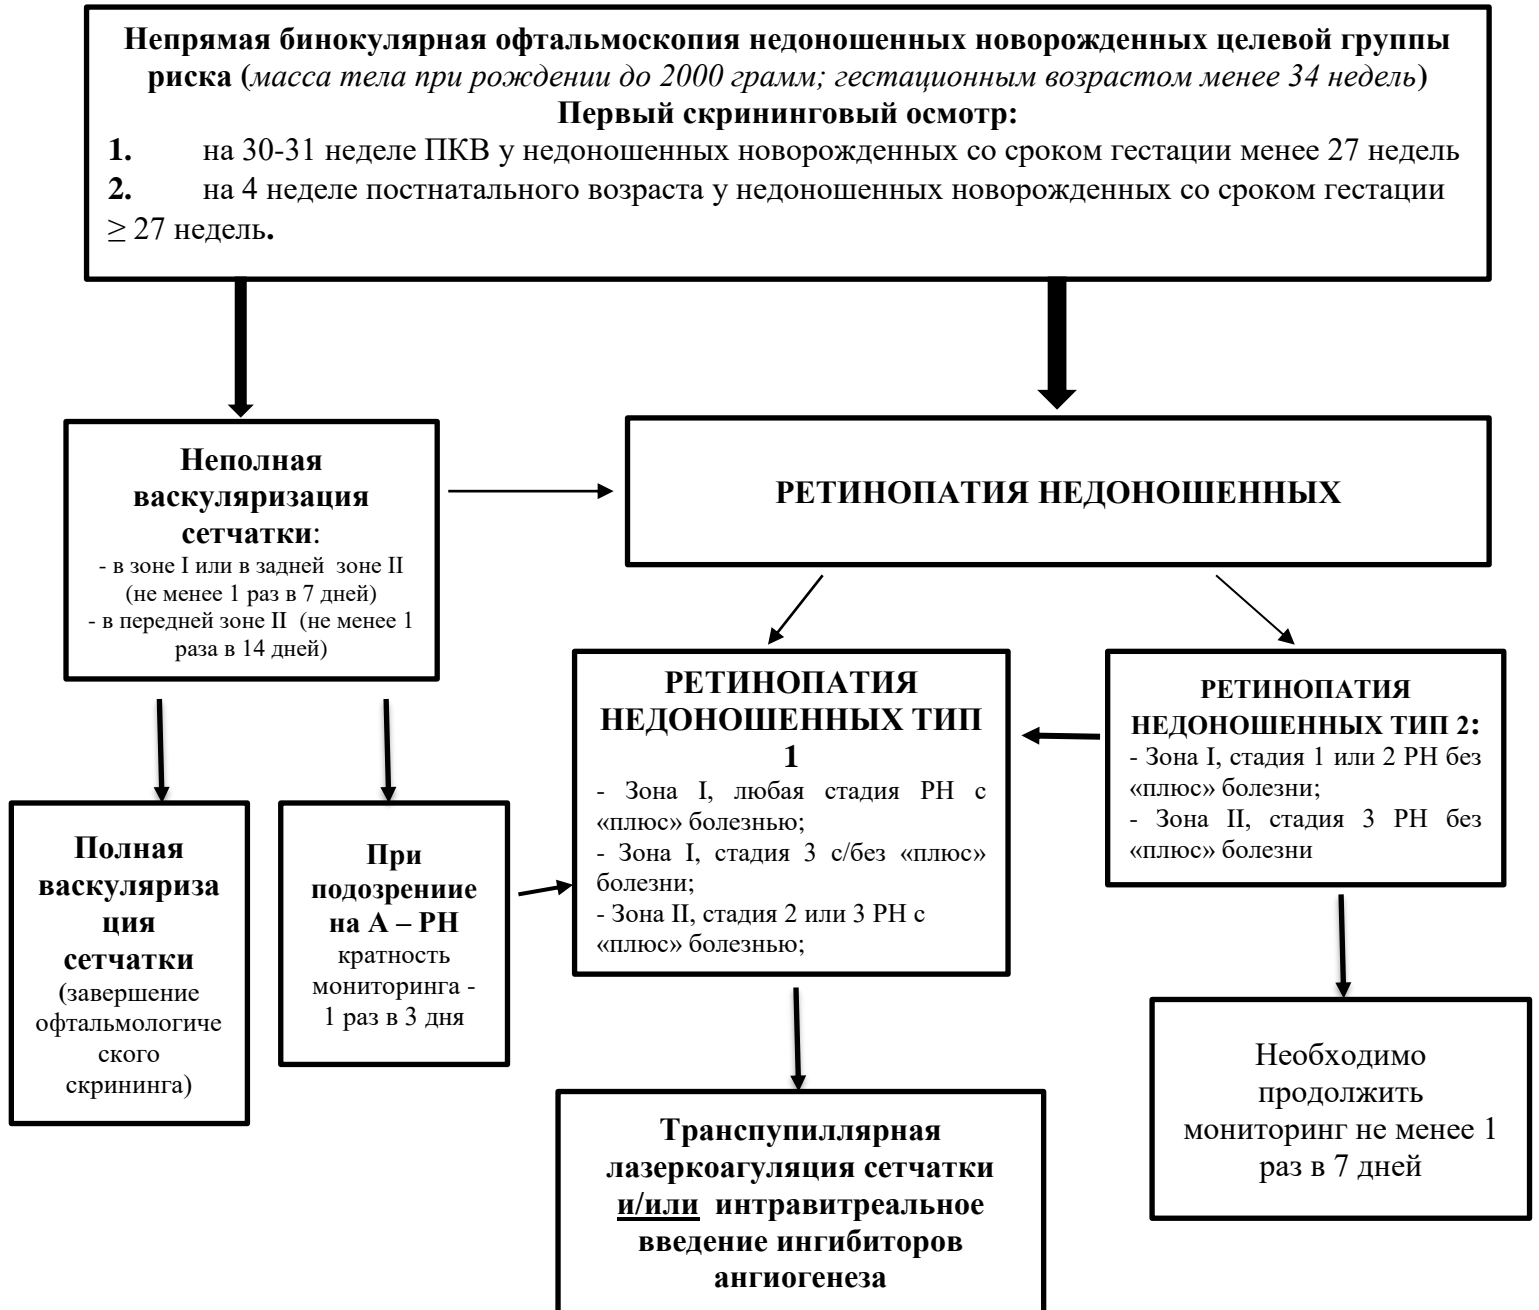 Непрямая бинокулярная офтальмоскопия недоношенных новорожденных целевой группы
риска (масса тела при рождении до 2000 грамм; гестационным возрастом менее 34 недель)
Первый скрининговый осмотр:
1. на 30-31 неделе ПКВ у недоношенных новорожденных со сроком гестации менее 27 недель
2. на 4 неделе постнатального возраста у недоношенных новорожденных со сроком гестации
≥ 27 недель.
Неполная
васкуляризация
сетчатки:
- в зоне I или в задней зоне II
(не менее 1 раз в 7 дней)
- в передней зоне II (не менее 1
раза в 14 дней)
РЕТИНОПАТИЯ НЕДОНОШЕННЫХ
РЕТИНОПАТИЯ
НЕДОНОШЕННЫХ ТИП
1
- Зона I, любая стадия РН с
«плюс» болезнью;
- Зона I, стадия 3 с/без «плюс»
болезни;
- Зона II, стадия 2 или 3 РН с
«плюс» болезнью;
РЕТИНОПАТИЯ
НЕДОНОШЕННЫХ ТИП 2:
- Зона I, стадия 1 или 2 РН без
«плюс» болезни;
- Зона II, стадия 3 РН без
«плюс» болезни
Полная
васкуляриза
ция
сетчатки
(завершение
офтальмологиче
ского
скрининга)
При
подозрениие
на А – РН
кратность
мониторинга -
1 раз в 3 дня
Транспупиллярная
лазеркоагуляция сетчатки
и/или интравитреальное
введение ингибиторов
ангиогенеза
Необходимо
продолжить
мониторинг не менее 1
раз в 7 дней